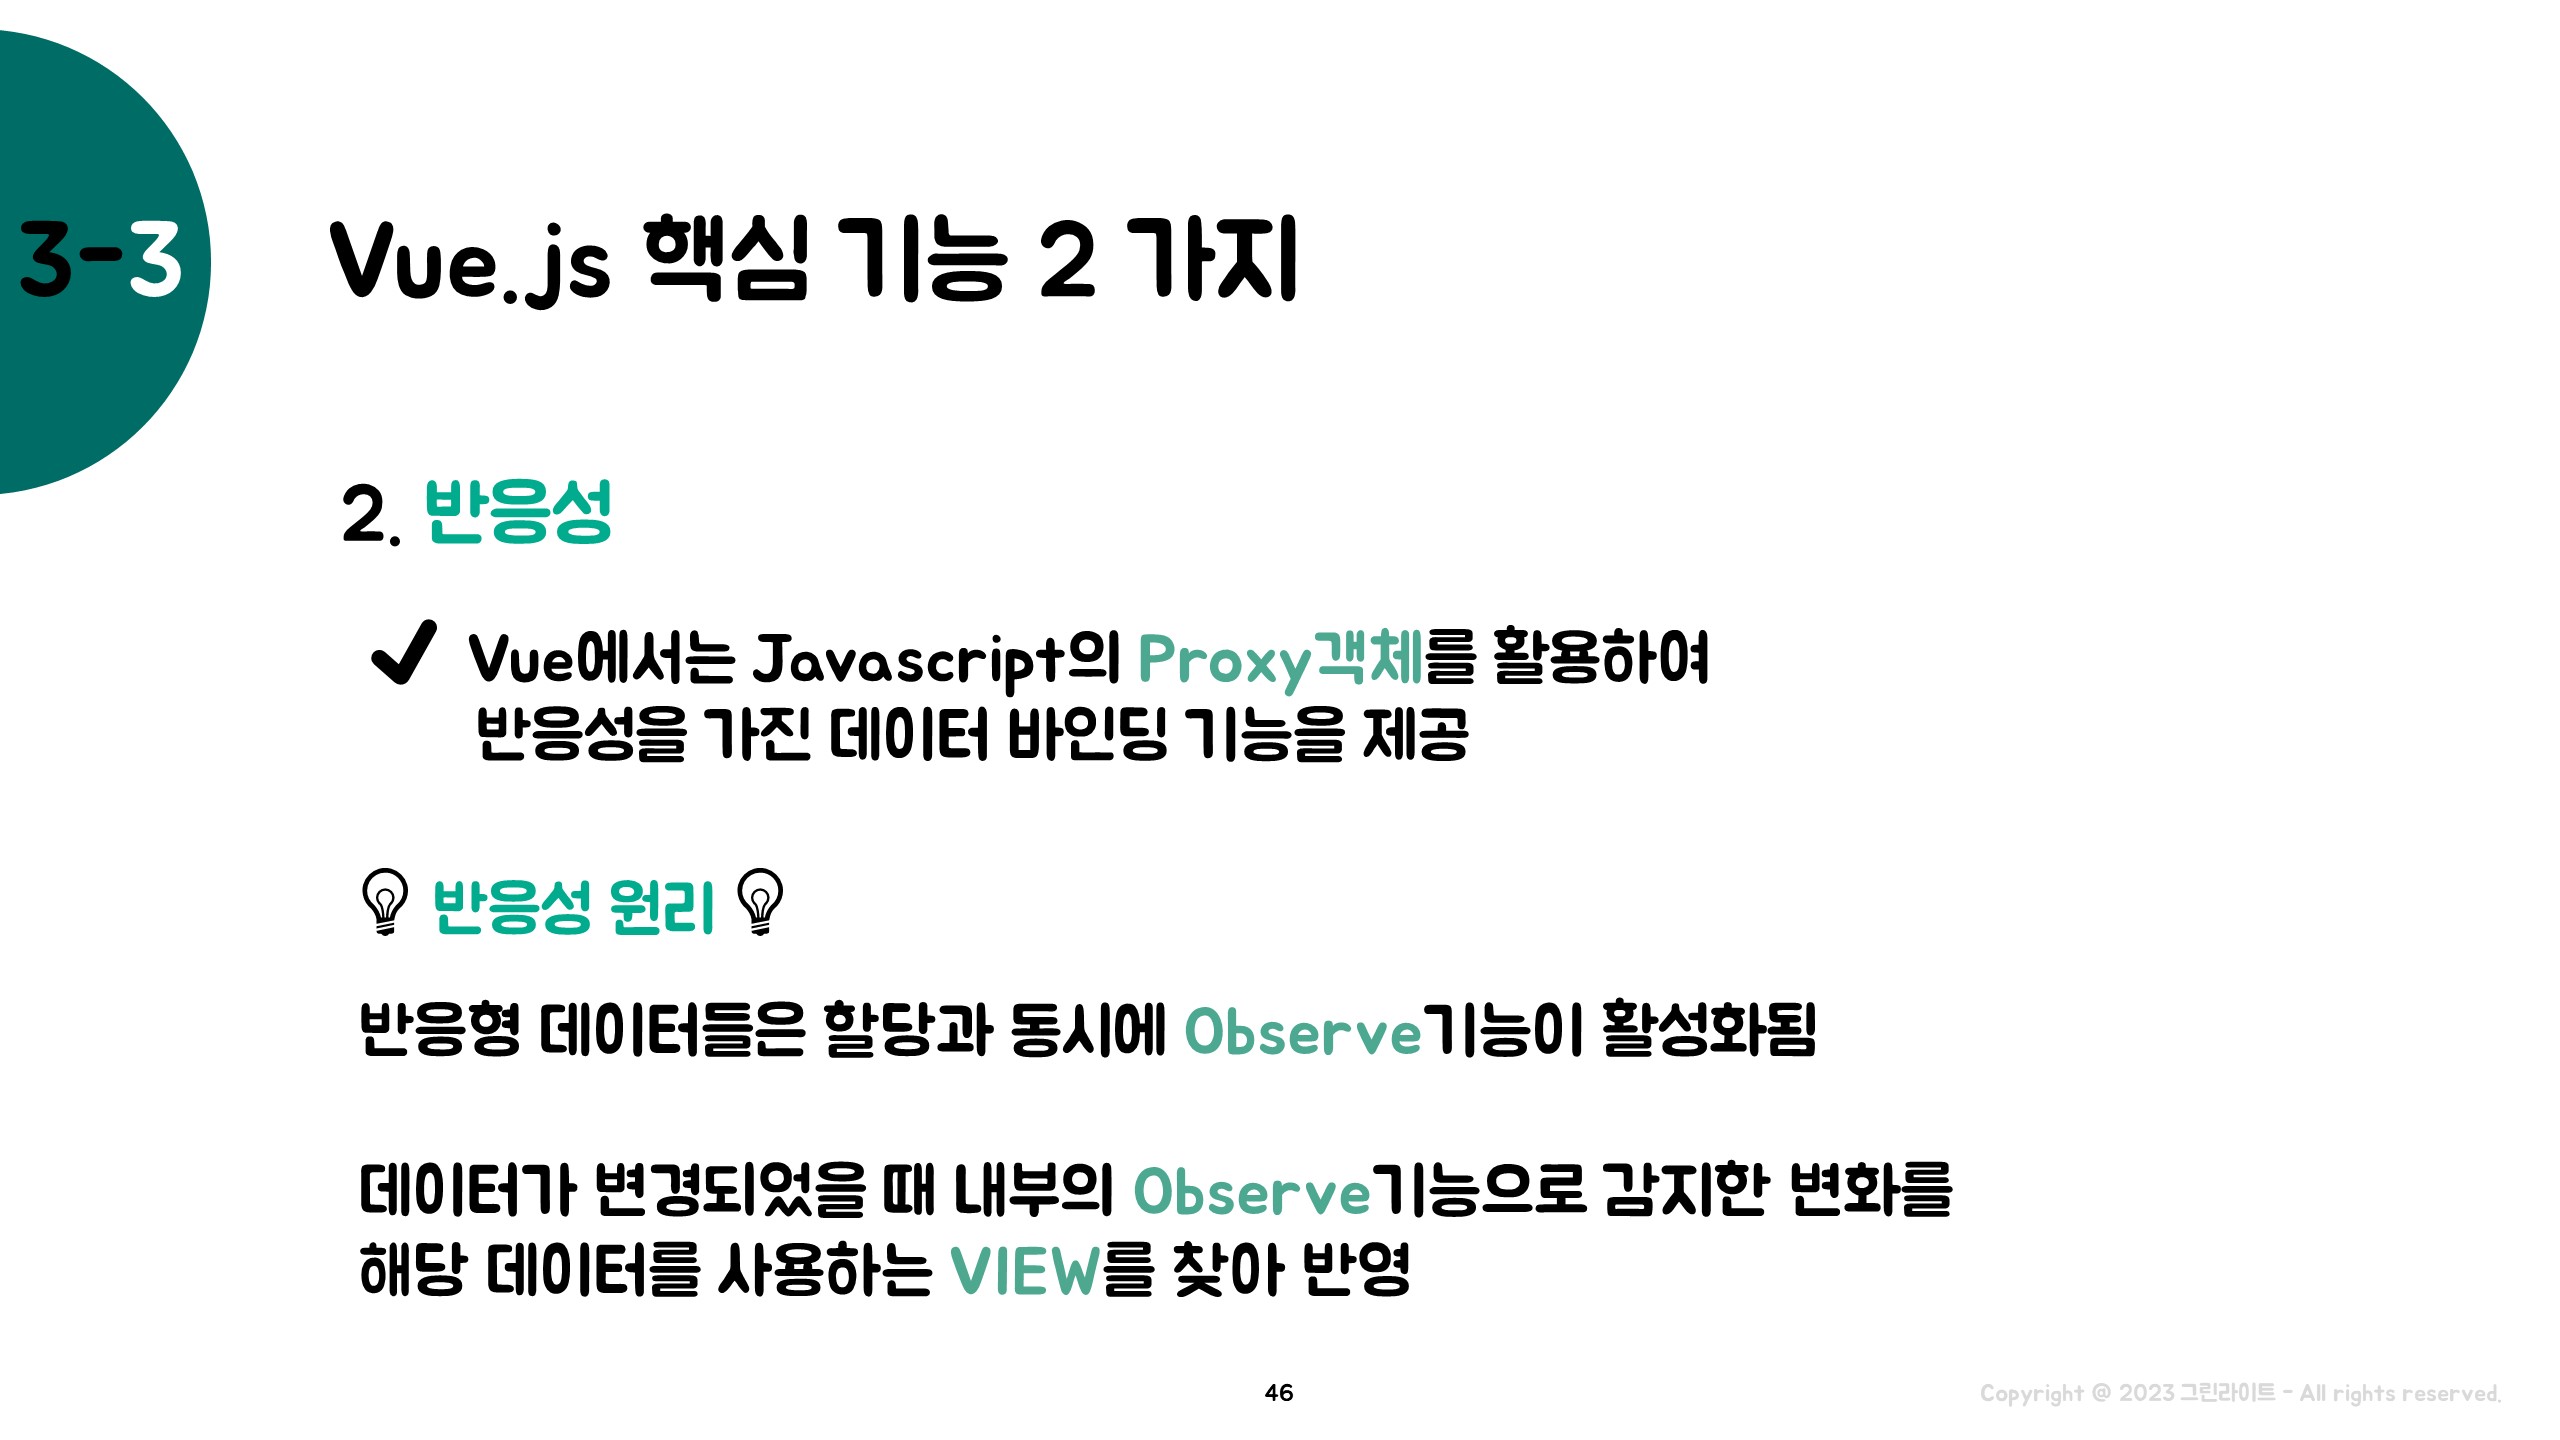 3-3
Vue.js 핵심 기능 2 가지
2. 반응성
Vue에서는 Javascript의 Proxy객체를 활용하여
반응성을 가진 데이터 바인딩 기능을 제공
반응성 원리
반응형 데이터들은 할당과 동시에 Observe기능이 활성화됨
데이터가 변경되었을 때 내부의 Observe기능으로 감지한 변화를
해당 데이터를 사용하는 VIEW를 찾아 반영
46
Copyright @ 2023 그린라이트 - All rights reserved.